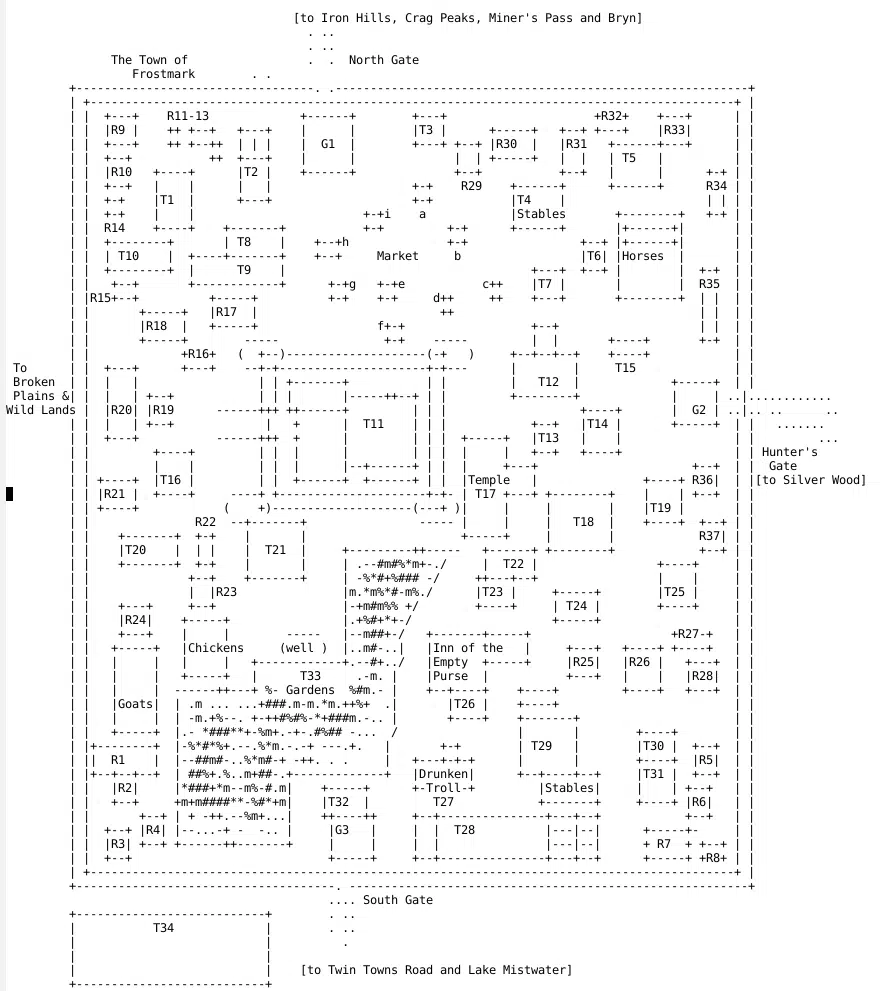 [to Iron Hills, Crag Peaks, Miner's Pass and Bryn]
The Town of North Gate
Frostmark
R11-13 R32
R9 T3 R30 R31 R33
G1 T5
R10 T2 R29 R34
T1 T4
i a Stables
R14
T8 h
T10 Market b T6 Horses
T9
g e c T7 R35
R15 d
R17
R18 f
R16
To T15
Broken T12
Plains &
Wild Lands R20 R19 G2
T11 T14
T13
Hunter's
Gate
T16 Temple R36 [to Silver Wood]
R21 T17
T19
R22 T18
R37
T20 T21
T22
R23 T23 T25
T24
R24
R27
Chickens (well ) Inn of the
Empty R25 R26
T33 Purse R28
Gardens
Goats T26
T29 T30
R1 R5
Drunken T31
R2 Troll Stables
T32 T27 R6
R4 G3 T28
R3 R7
R8
South Gate
T34
[to Twin Towns Road and Lake Mistwater]